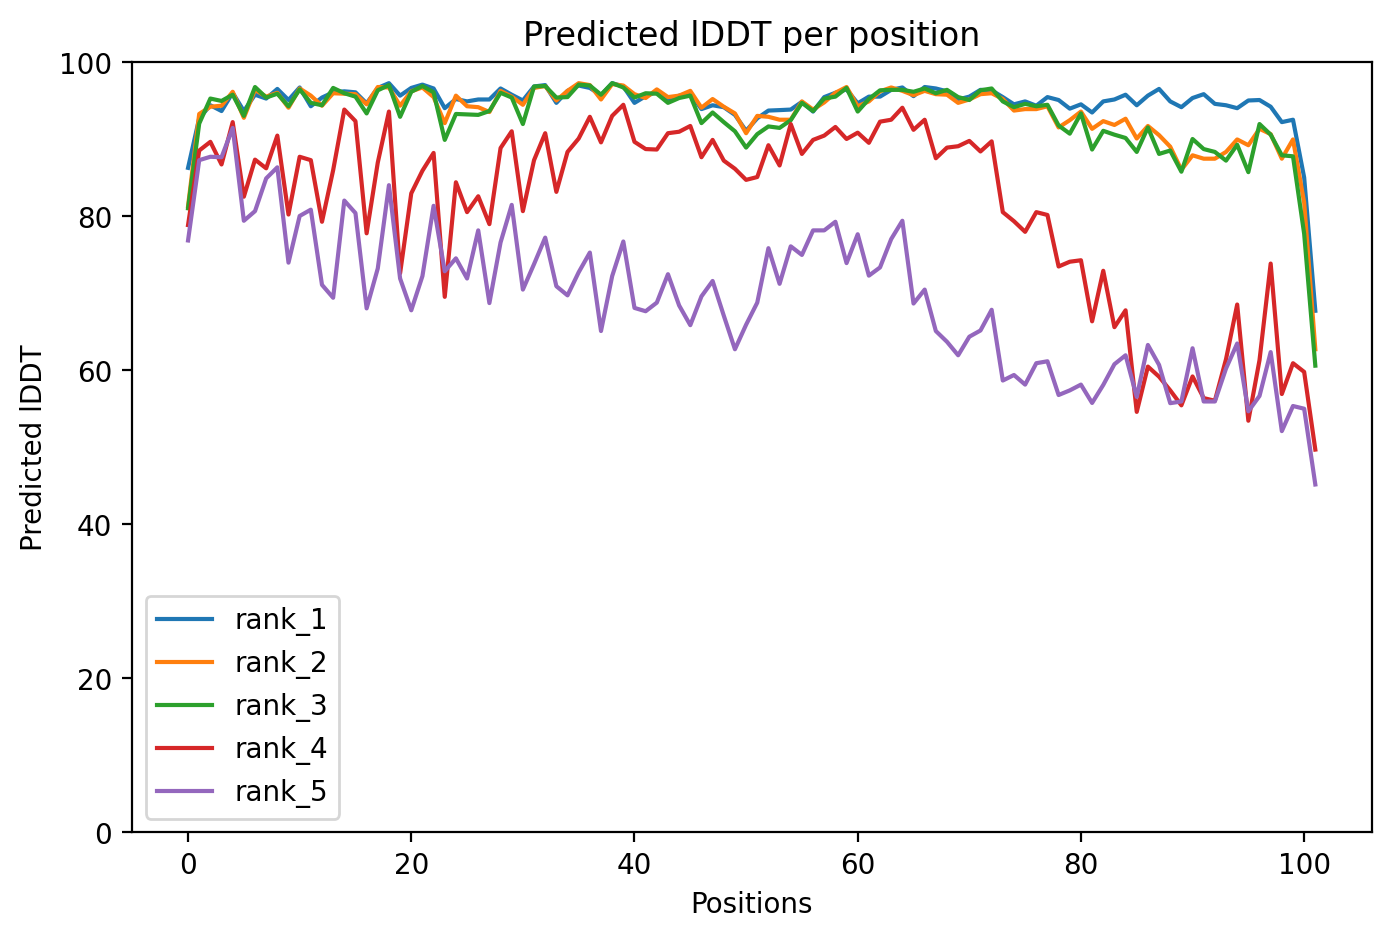 Predicted lDDT per position
100
80
60
40
20
0
Predicted lDDT
rank_1
rank_2
rank_3
rank_4
rank_5
0 20 40 60 80 100
Positions